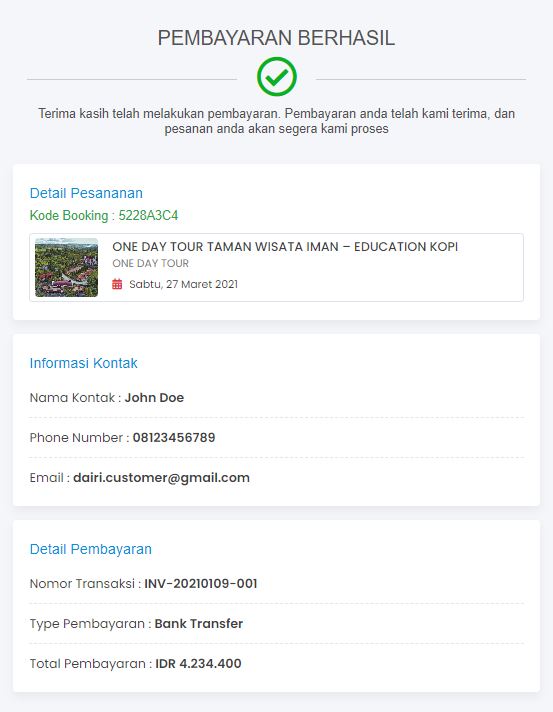 PEMBAYARAN BERHASIL
Terima kasih telah melakukan pembayaran. Pembayaran anda telah kami terima, dan
pesanan anda akan segera kami proses
Detail Pesananan
Kode Booking : 5228A3C4
ONE DAY TOUR TAMAN WISATA IMAN – EDUCATION KOPI
ONE DAY TOUR
Sabtu, 27 Maret 2021
Informasi Kontak
Nama Kontak : John Doe
Phone Number : 08123456789
Email : dairi.customer@gmail.com
Detail Pembayaran
Nomor Transaksi : INV-20210109-001
Type Pembayaran : Bank Transfer
Total Pembayaran : IDR 4.234.400